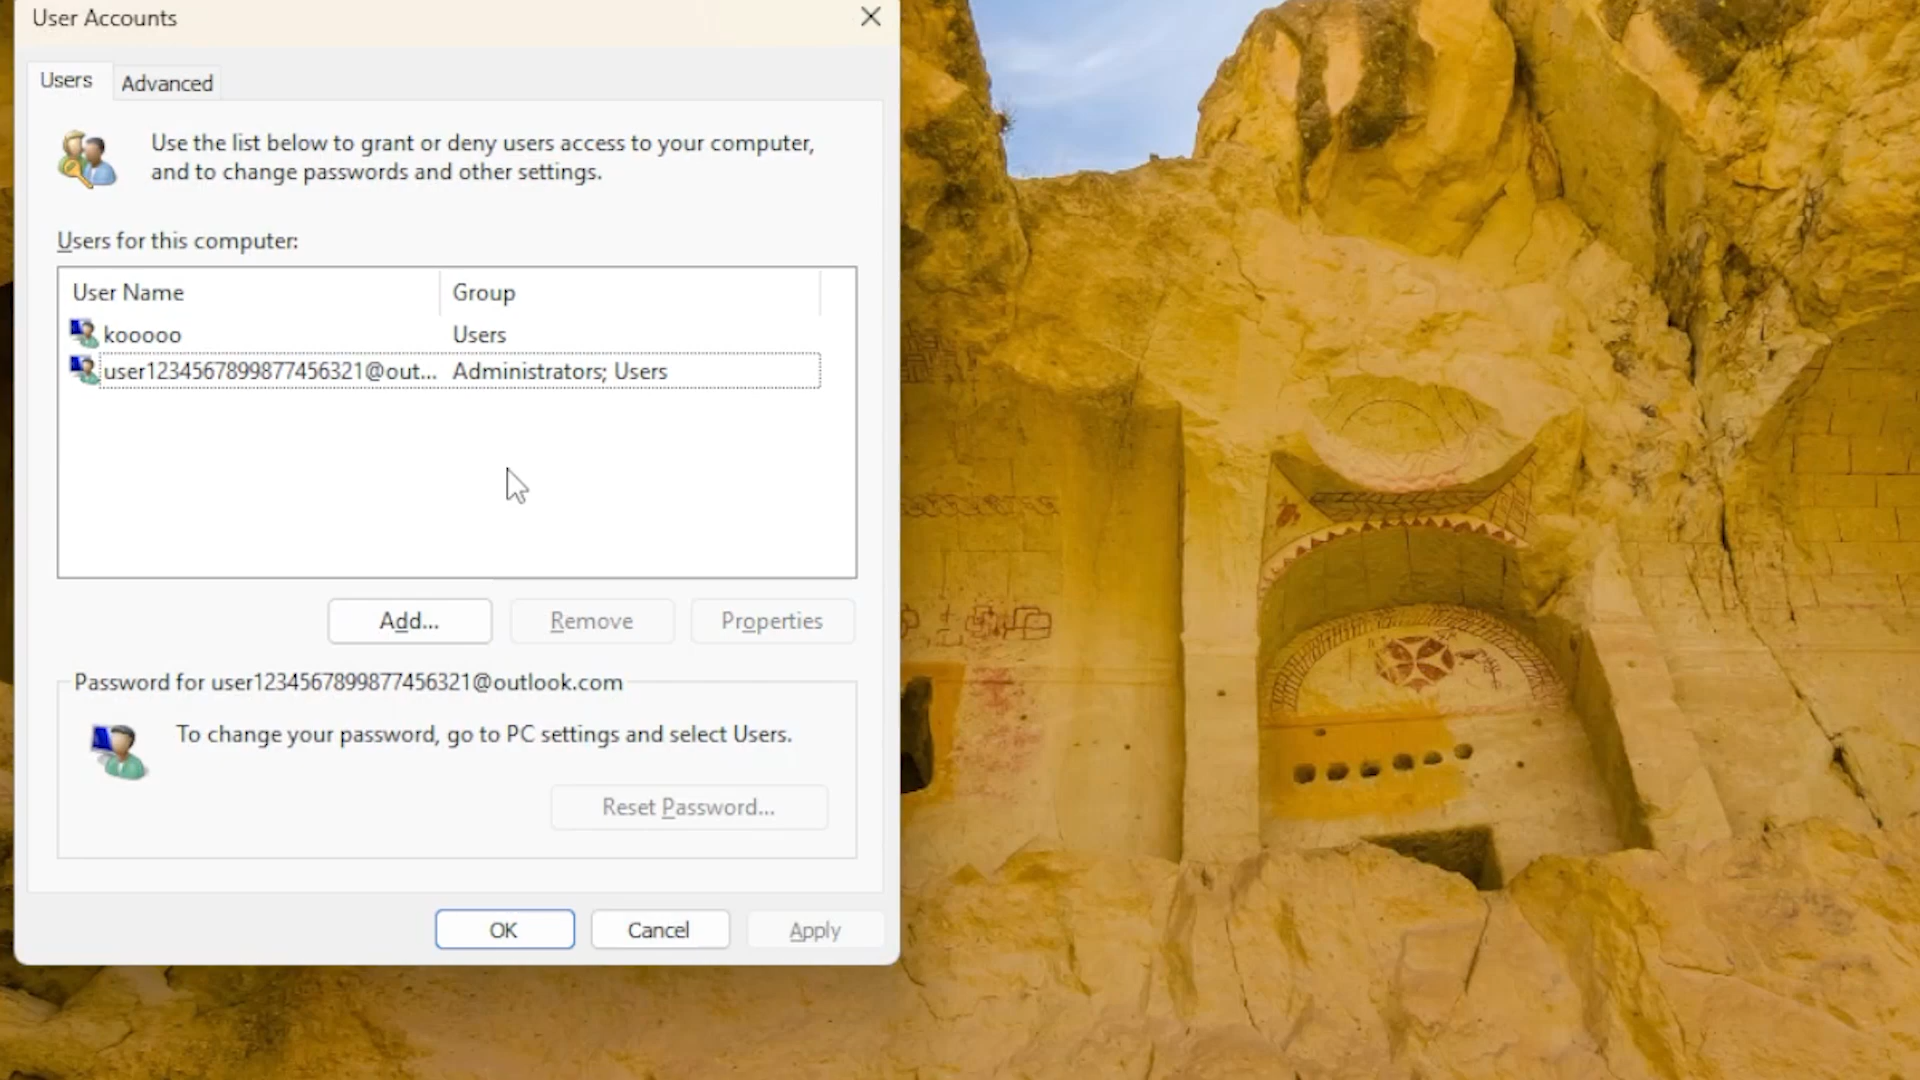 User Accounts
Users
Advanced
Use the list below to grant or deny users access to your computer,
and to change passwords and other settings.
Users for this computer:
User Name Group
kooooo Users
user1234567899877456321@out... Administrators; Users
Add... Remove Properties
Password for user1234567899877456321@outlook.com
To change your password, go to PC settings and select Users.
Reset Password...
OK Cancel Apply